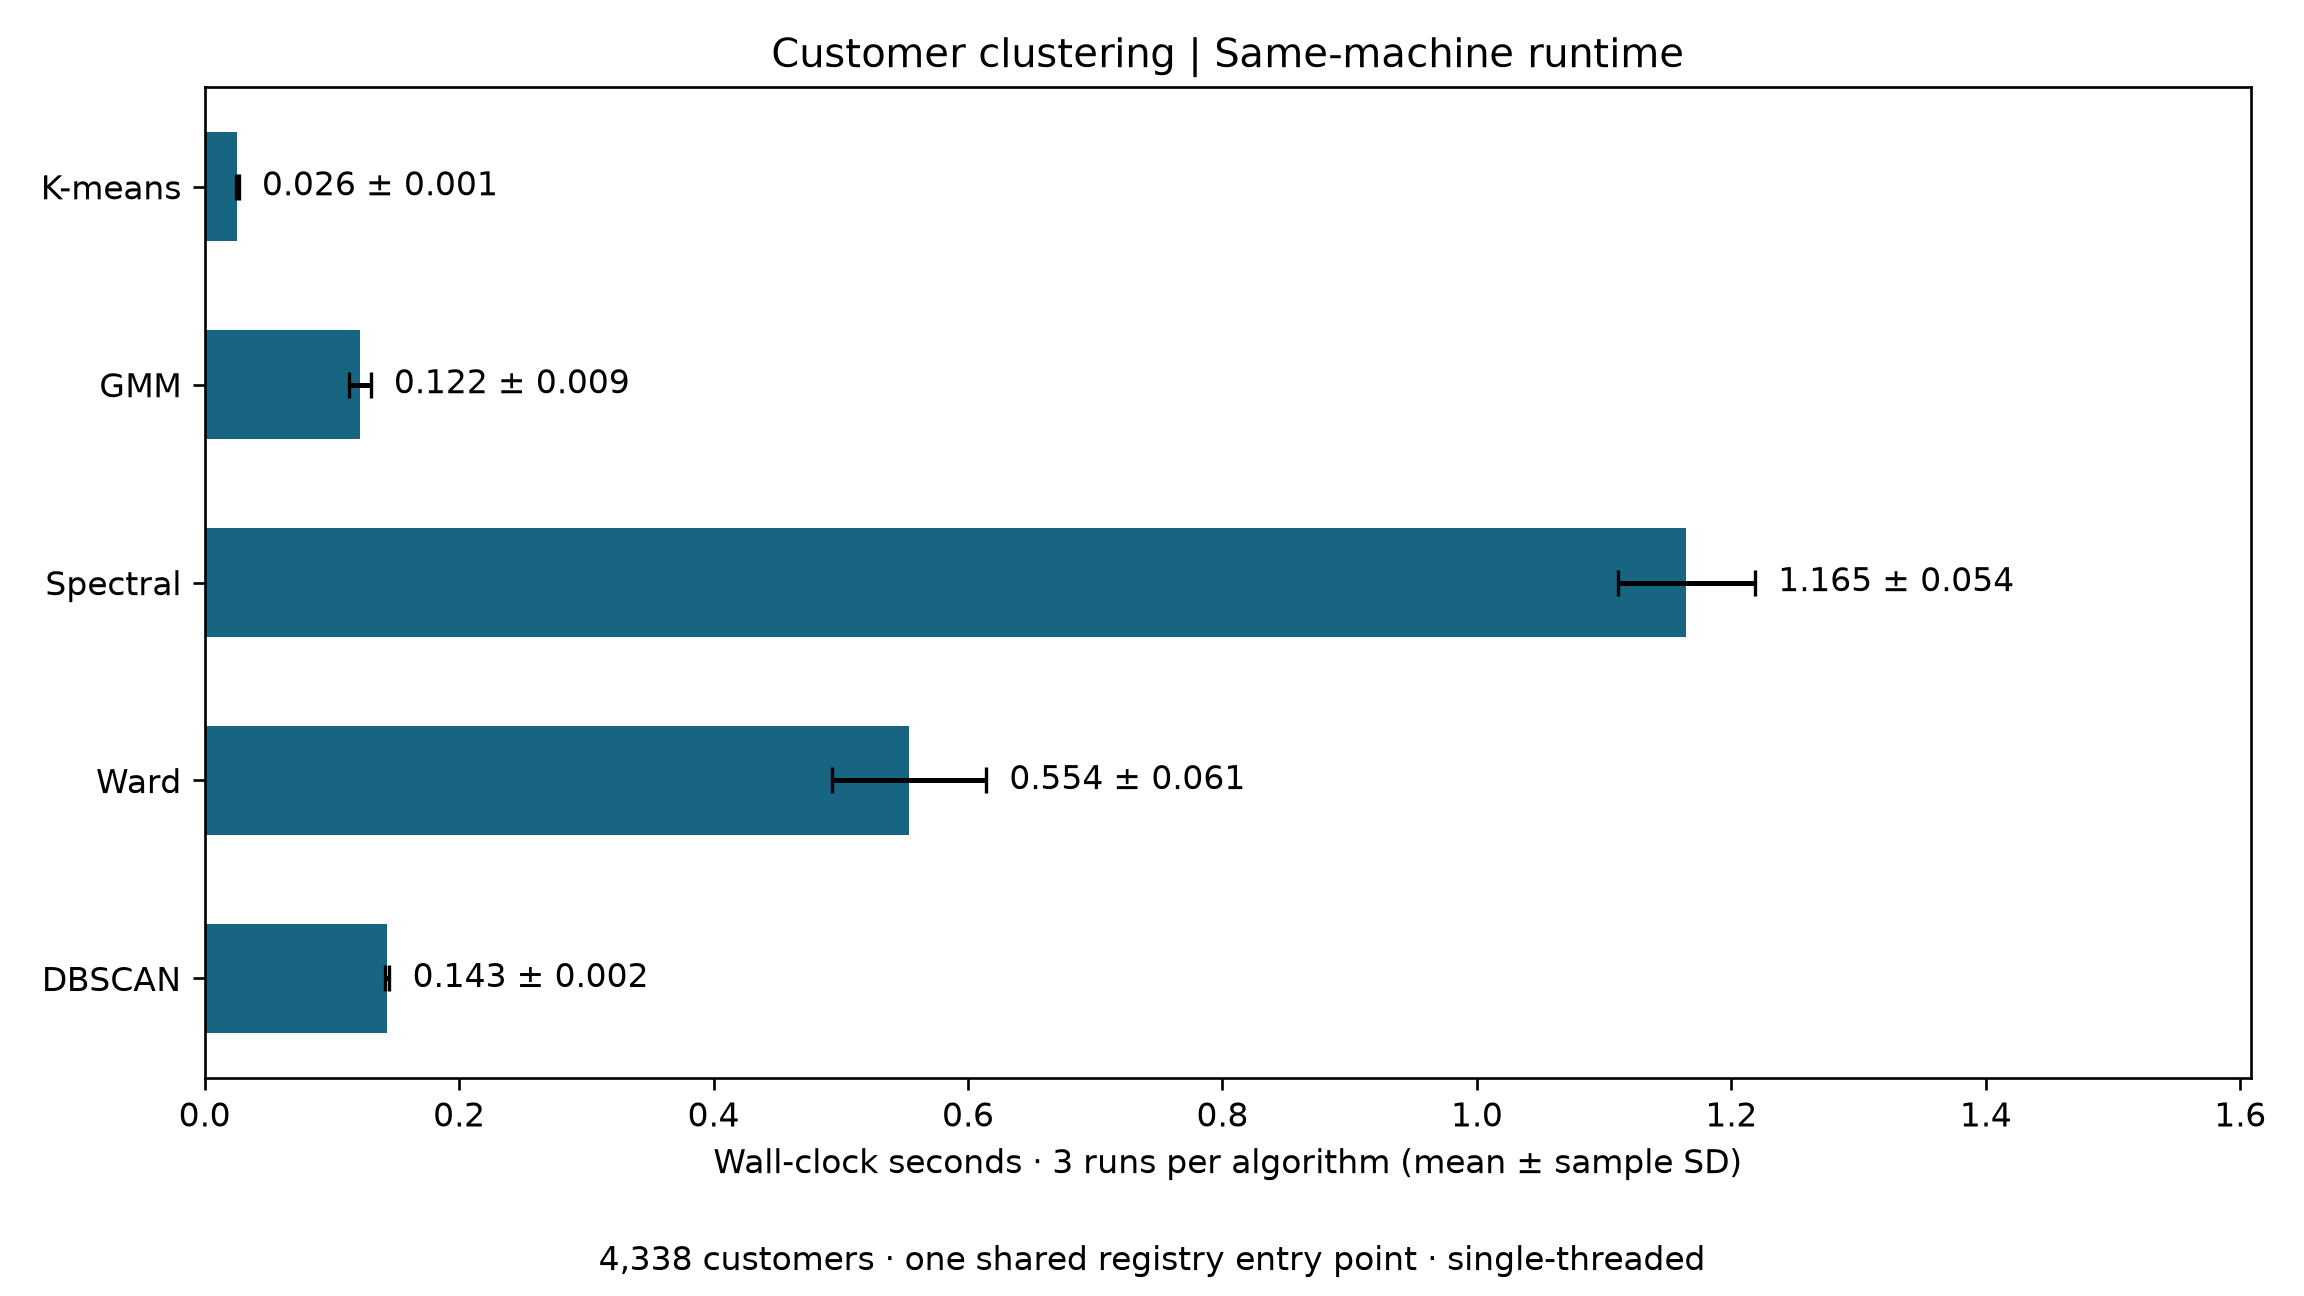 Customer clustering | Same-machine runtime
K-means
0.026 ± 0.001
GMM
0.122 ± 0.009
Spectral
1.165 ± 0.054
Ward
0.554 ± 0.061
DBSCAN
0.143 ± 0.002
0.0 0.2 0.4 0.6 0.8 1.0 1.2 1.4 1.6
Wall-clock seconds · 3 runs per algorithm (mean ± sample SD)
4,338 customers · one shared registry entry point · single-threaded